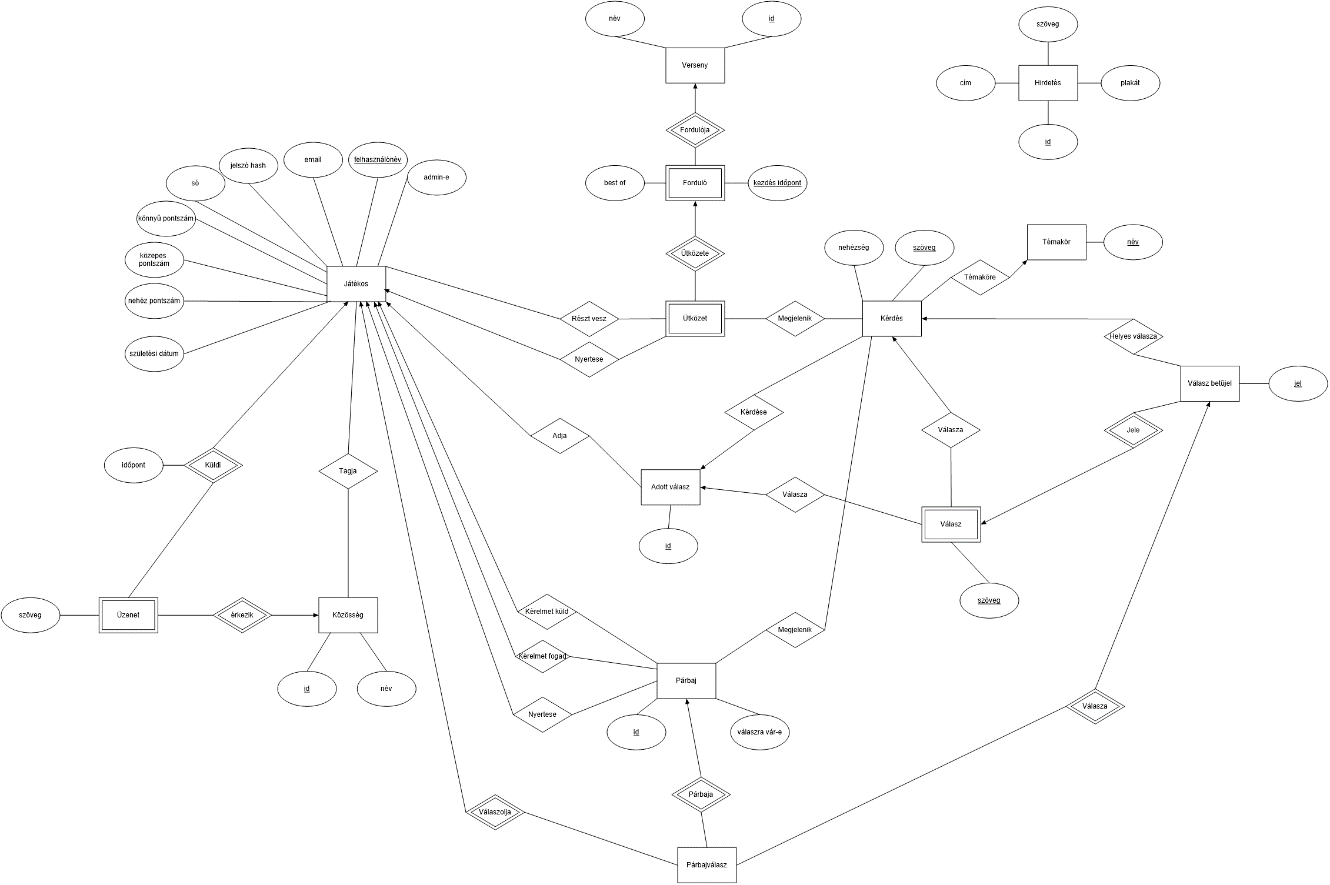 név
id
szöveg
Verseny
cím
Hirdetés
plakát
Fordulója
id
email
felhasználónév
jelszó hash
admin-e
só
best of
Forduló
kezdés időpont
könnyű pontszám
nehézség
szöveg
Témakör
név
Útközete
közepes
pontszám
Témaköre
Játékos
nehéz pontszám
Részt vesz
Ütközet
Megjelenik
Kérdés
Helyes válasza
születési dátum
Nyertese
Válasz betűjel
jel
Kérdése
Válasza
Jele
Adja
időpont
Küldi
Tagja
Adott válasz
Válasza
Válasz
id
szöveg
szöveg
Üzenet
érkezik
Közösség
Kérelmet küld
Megjelenik
Kérelmet fogad
Párbaj
id
név
Nyertese
Válasza
id
válaszra vár-e
Párbaja
Válaszolja
Párbajválasz